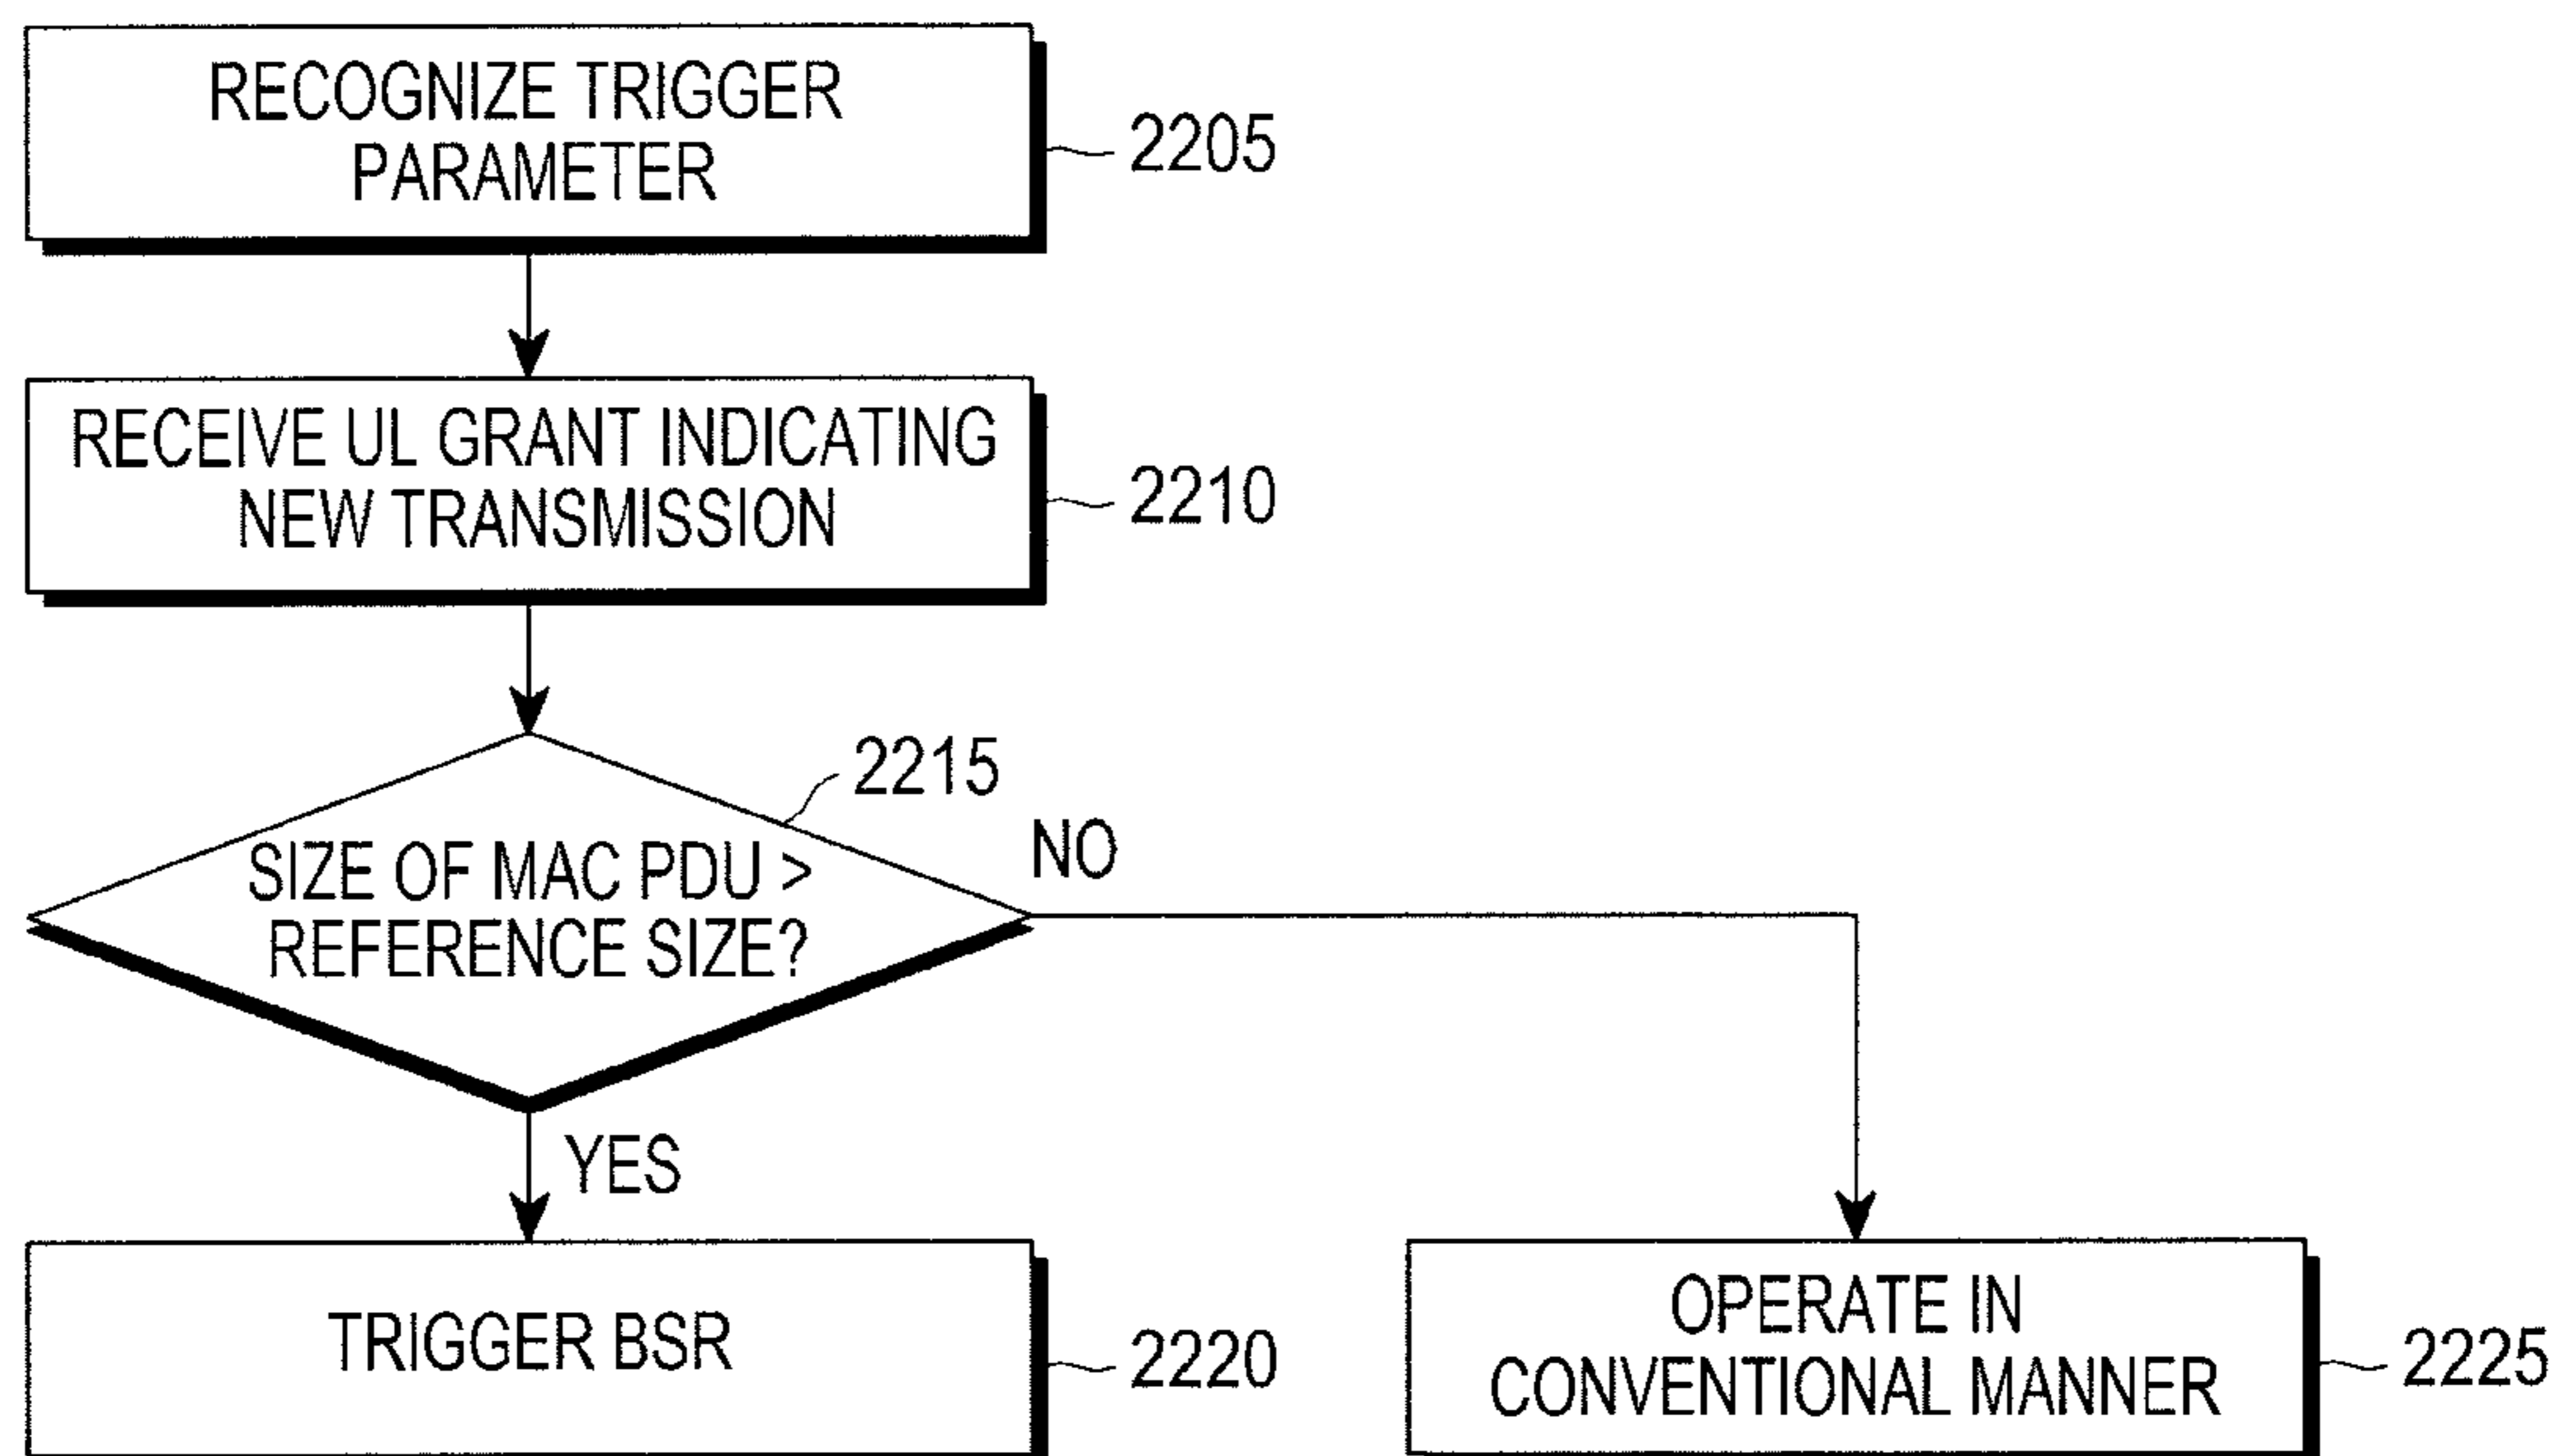 RECOGNIZE TRIGGER
PARAMETER
2205
RECEIVE UL GRANT INDICATING
NEW TRANSMISSION
2210
2215
SIZE OF MAC PDU >
REFERENCE SIZE?
NO
YES
TRIGGER BSR
2220
OPERATE IN
CONVENTIONAL MANNER
2225